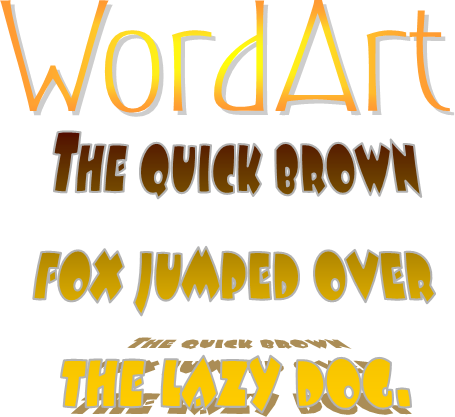 WordArt
The quick brown
fox jumped over
The quick brown
the lazy dog.